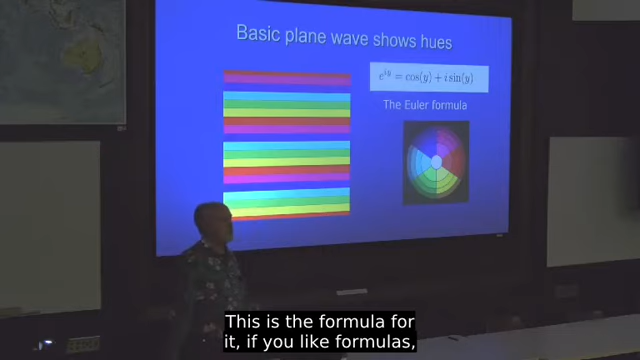 Basic plane wave shows hues
e^{iy} = cos(y) + i sin(y)
The Euler formula
This is the formula for
it, if you like formulas,